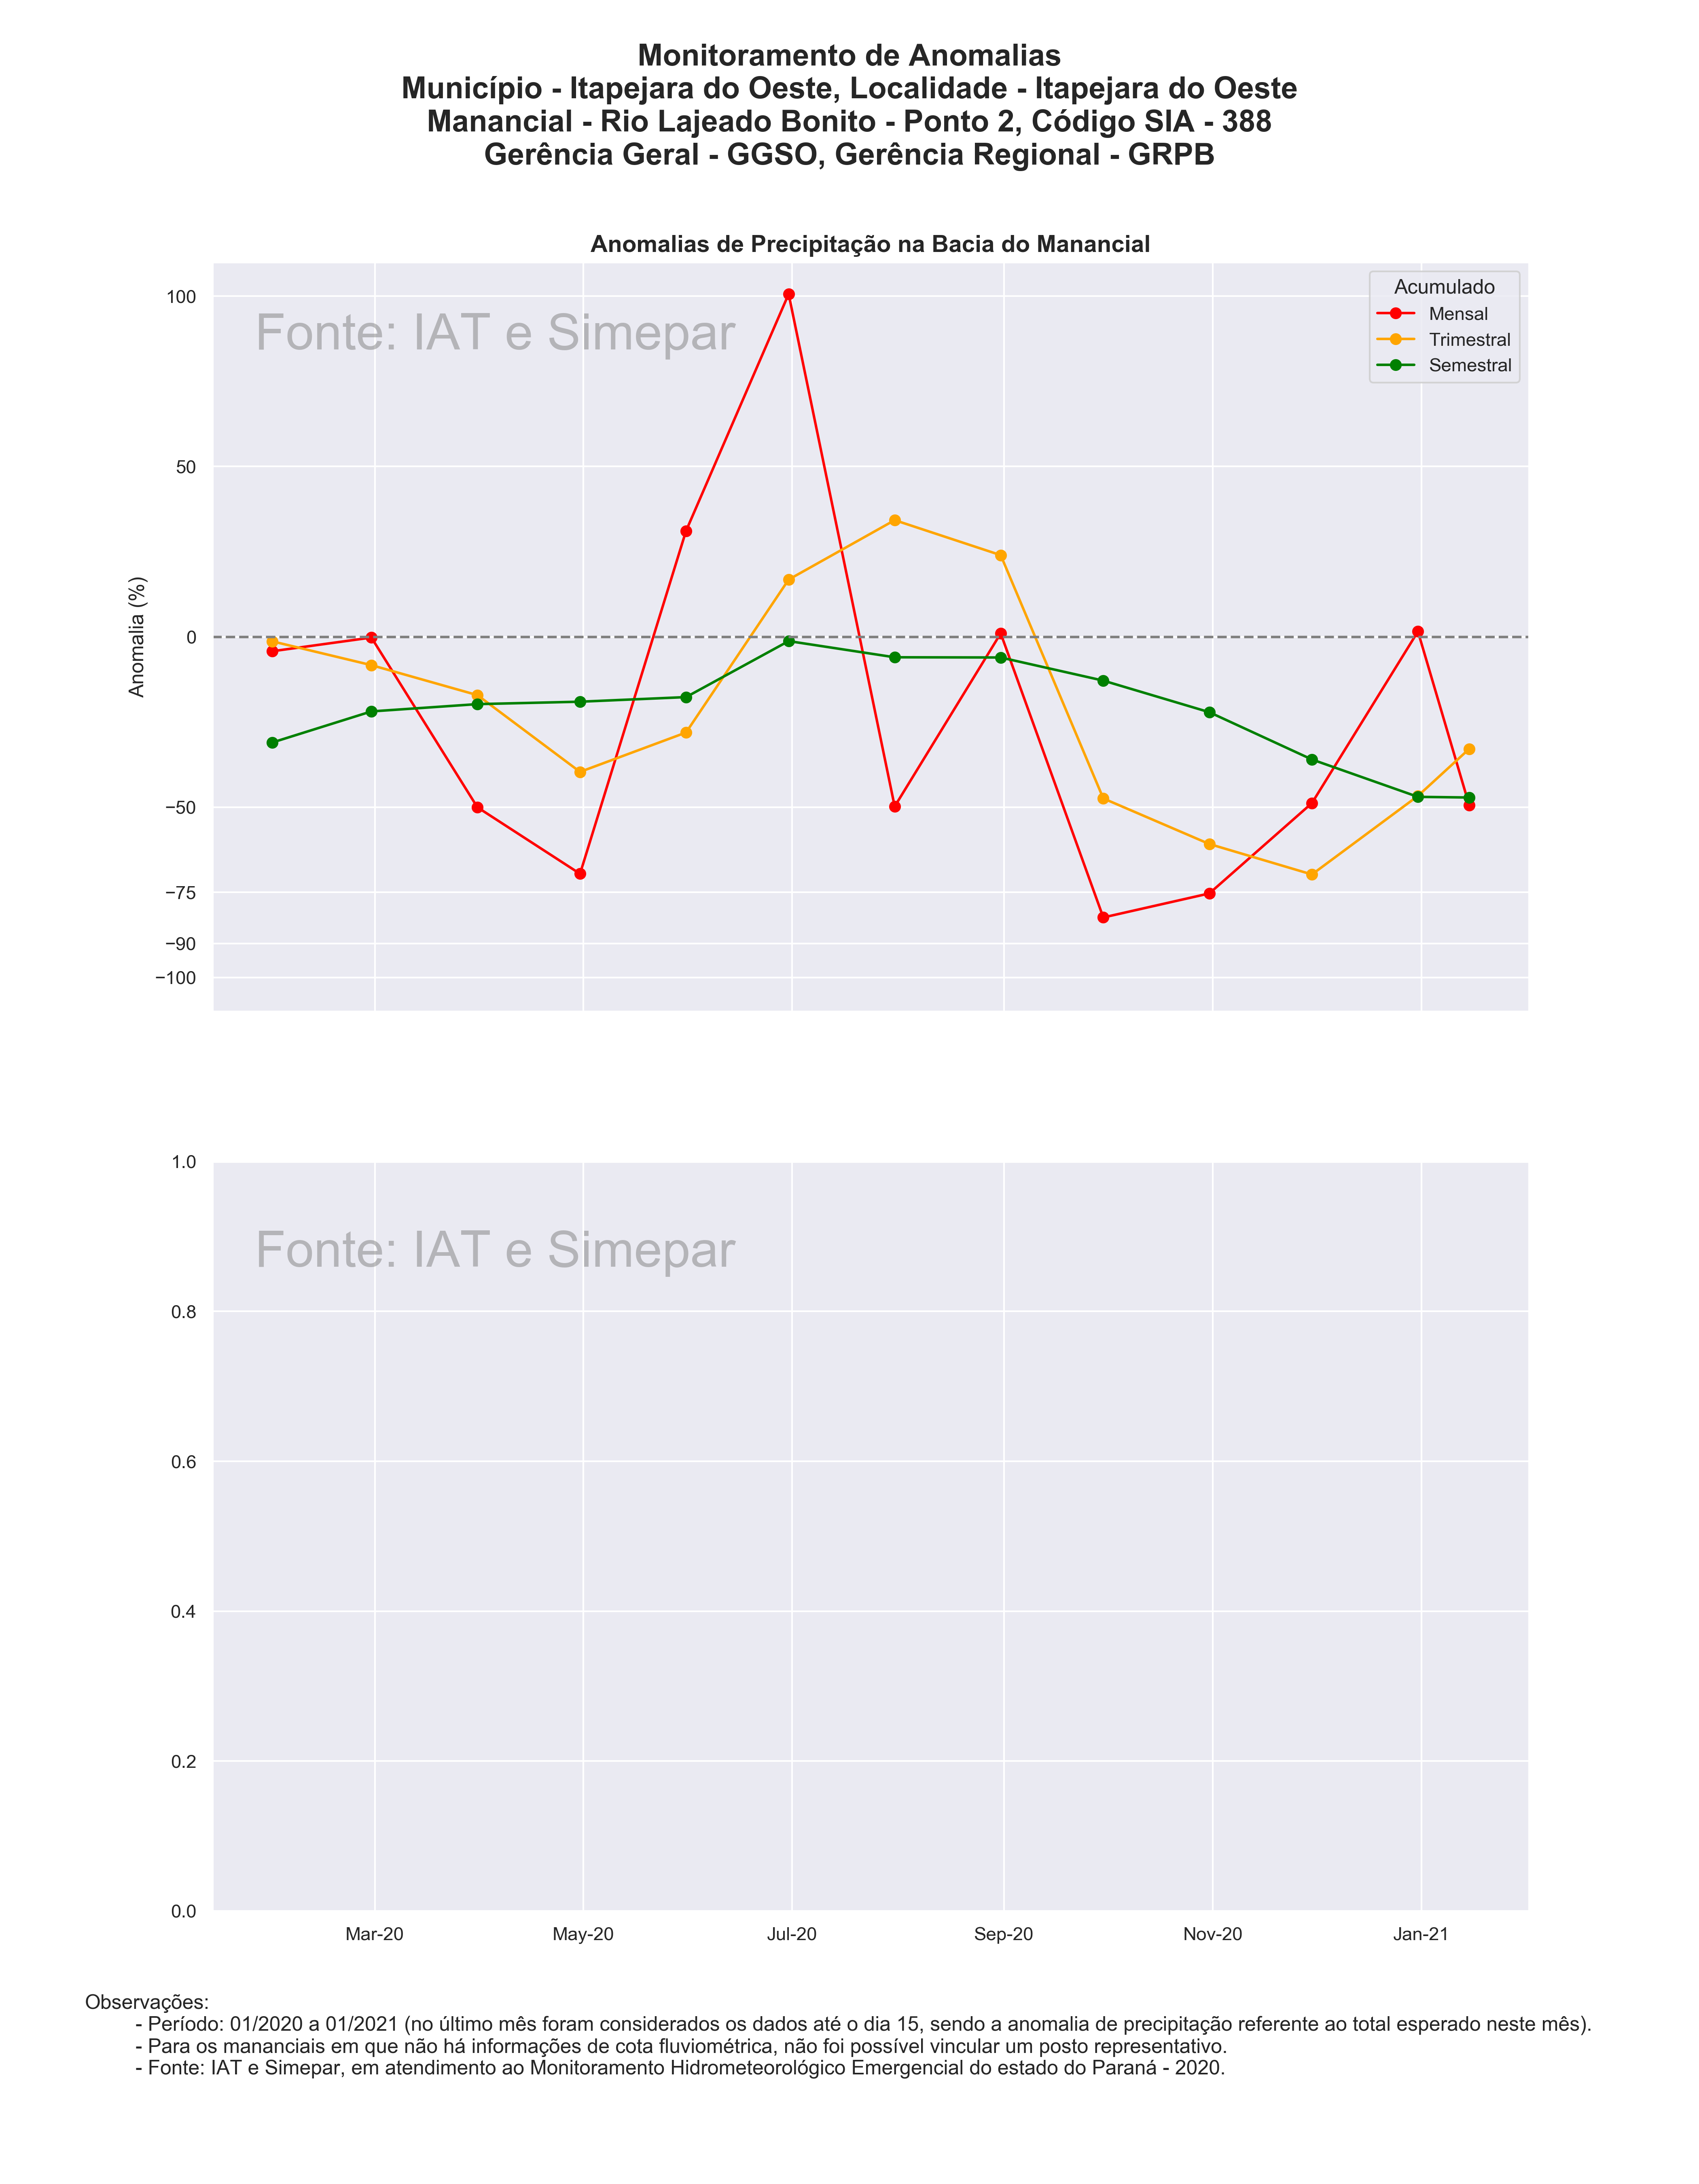 Monitoramento de Anomalias
Município - Itapejara do Oeste, Localidade - Itapejara do Oeste
Manancial - Rio Lajeado Bonito - Ponto 2, Código SIA - 388
Gerência Geral - GGSO, Gerência Regional - GRPB
Anomalias de Precipitação na Bacia do Manancial
Fonte: IAT e Simepar
Acumulado
Mensal
Trimestral
Semestral
Anomalia (%)
100
50
0
−50
−75
−90
−100
Fonte: IAT e Simepar
1.0
0.8
0.6
0.4
0.2
0.0
Mar-20 May-20 Jul-20 Sep-20 Nov-20 Jan-21
Observações:
- Período: 01/2020 a 01/2021 (no último mês foram considerados os dados até o dia 15, sendo a anomalia de precipitação referente ao total esperado neste mês).
- Para os mananciais em que não há informações de cota fluviométrica, não foi possível vincular um posto representativo.
- Fonte: IAT e Simepar, em atendimento ao Monitoramento Hidrometeorológico Emergencial do estado do Paraná - 2020.